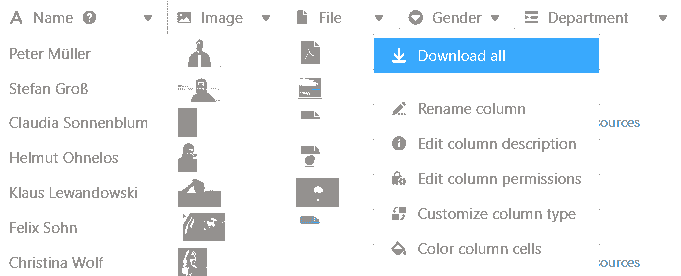 Name Image File Gender Department
Peter Müller
Download all
Stefan Groß
Rename column
Claudia Sonnenblum
ources
Edit column description
Helmut Ohnelos
Edit column permissions
Klaus Lewandowski
Customize column type
Felix Sohn
Color column cells
Christina Wolf
ources